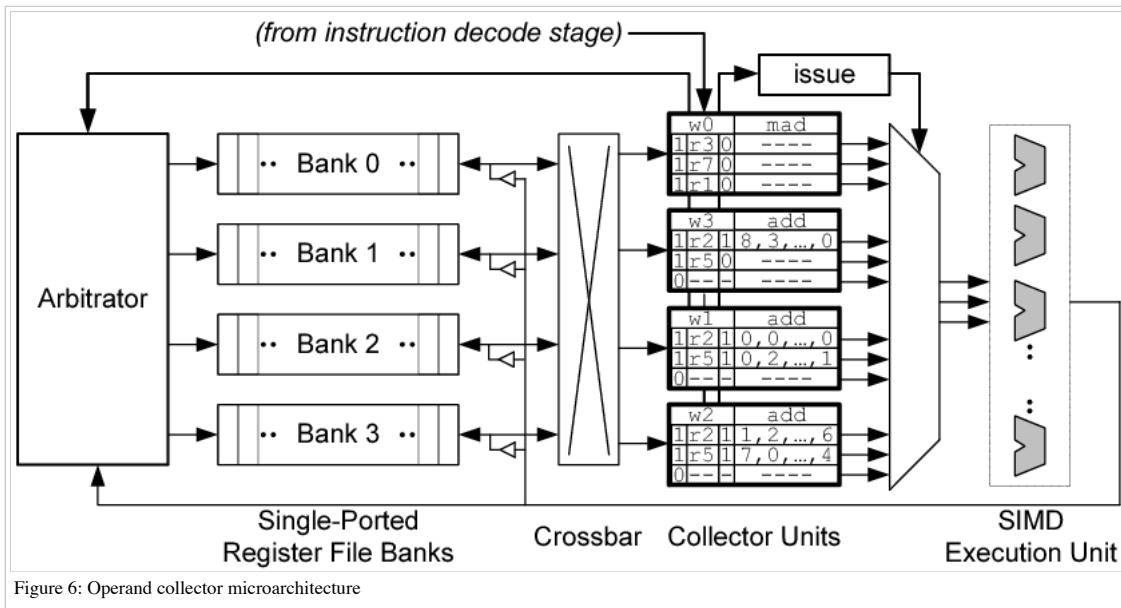 (from instruction decode stage)
issue
Arbitrator
Bank 0
Bank 1
Bank 2
Bank 3
w0 mad
1 r3 0 ----
1 r7 0 ----
1 r1 0 ----
w3 add
1 r2 1 8,3,…,0
1 r5 0 ----
0 -- - ----
w1 add
1 r2 1 0,0,…,0
1 r5 1 0,2,…,1
0 -- - ----
w2 add
1 r2 1 1,2,…,6
1 r5 1 7,0,…,4
0 -- - ----
Single-Ported
Register File Banks
Crossbar
Collector Units
SIMD
Execution Unit
Figure 6: Operand collector microarchitecture